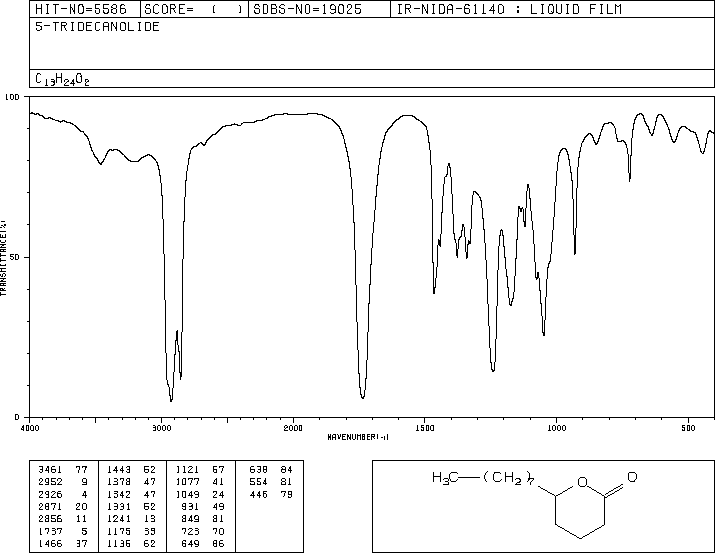 HIT-NO=5586 SCORE= ( ) SDBS-NO=19025 IR-NIDA-61140 : LIQUID FILM
5-TRIDECANOLIDE
C13H24O2
100
50
0
TRANSMITTANCE(%)
4000 3000 2000 1500 1000 500
WAVENUMBER(-1)
3461 77 1443 52 1121 57 638 84
2952 9 1378 47 1077 41 554 81
2926 4 1342 47 1049 24 446 79
2871 20 1331 52 931 49
2856 11 1241 13 849 81
1737 5 1175 33 723 70
1466 37 1136 62 649 86
H3C (CH2)7 O O